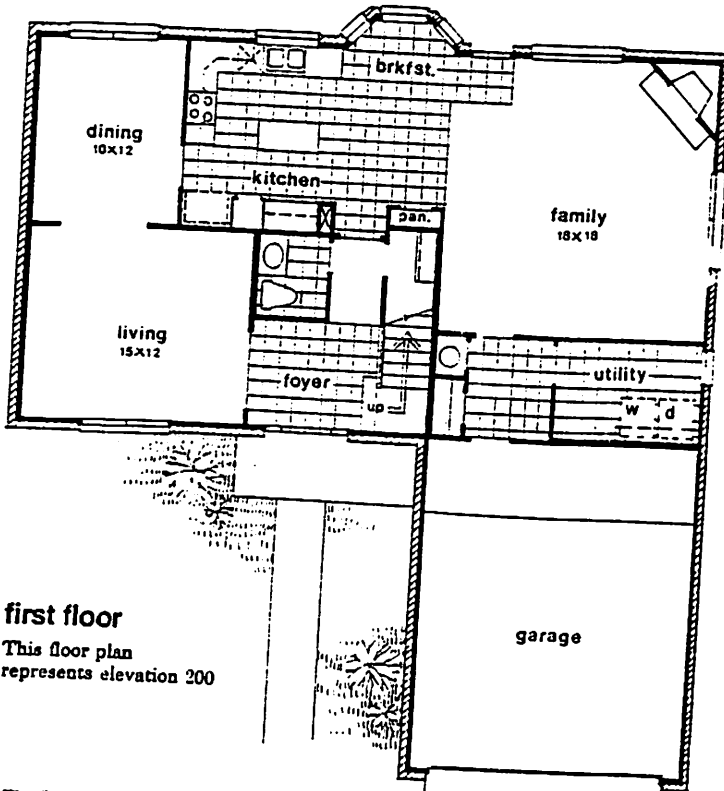 brkfst.
dining
10X12
kitchen
pan.
family
18X18
living
15X12
foyer
up
utility
w d
garage
first floor
This floor plan
represents elevation 200